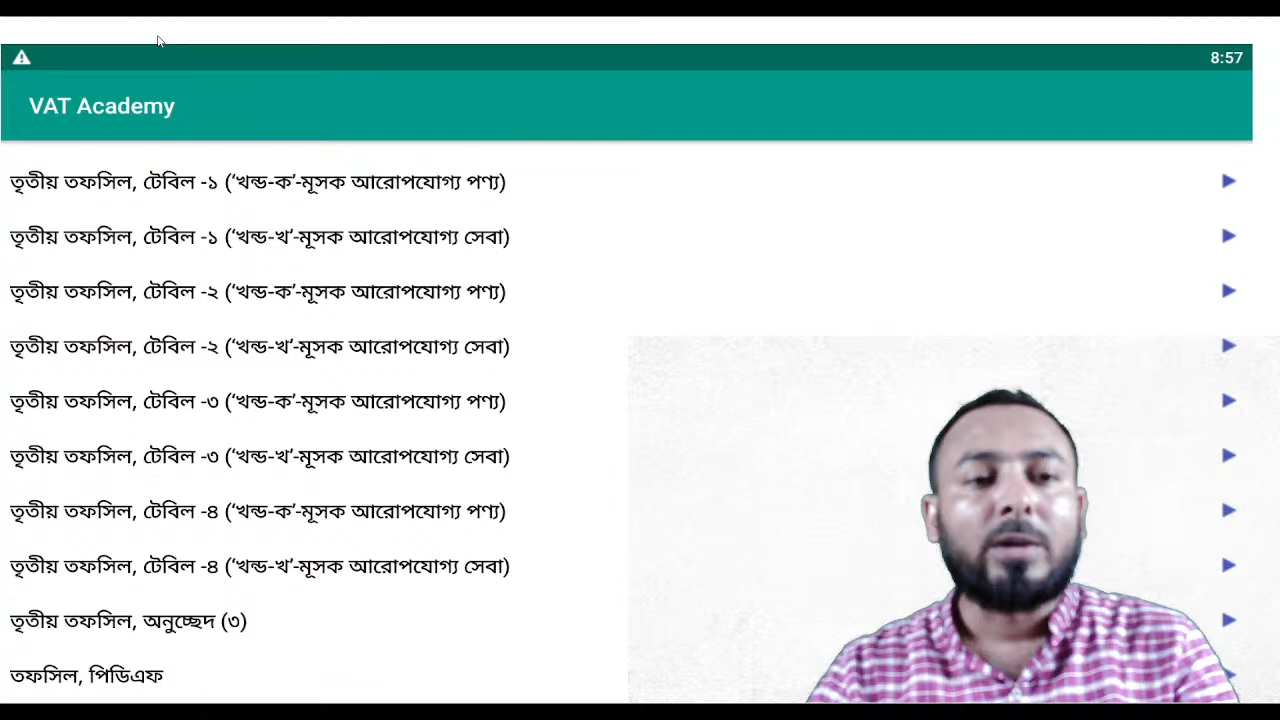 8:57
VAT Academy
তৃতীয় তফসিল, টেবিল -১ (‘খন্ড-ক’-মূসক আরোপযোগ্য পণ্য)
তৃতীয় তফসিল, টেবিল -১ (‘খন্ড-খ’-মূসক আরোপযোগ্য সেবা)
তৃতীয় তফসিল, টেবিল -২ (‘খন্ড-ক’-মূসক আরোপযোগ্য পণ্য)
তৃতীয় তফসিল, টেবিল -২ (‘খন্ড-খ’-মূসক আরোপযোগ্য সেবা)
তৃতীয় তফসিল, টেবিল -৩ (‘খন্ড-ক’-মূসক আরোপযোগ্য পণ্য)
তৃতীয় তফসিল, টেবিল -৩ (‘খন্ড-খ’-মূসক আরোপযোগ্য সেবা)
তৃতীয় তফসিল, টেবিল -৪ (‘খন্ড-ক’-মূসক আরোপযোগ্য পণ্য)
তৃতীয় তফসিল, টেবিল -৪ (‘খন্ড-খ’-মূসক আরোপযোগ্য সেবা)
তৃতীয় তফসিল, অনুচ্ছেদ (৩)
তফসিল, পিডিএফ